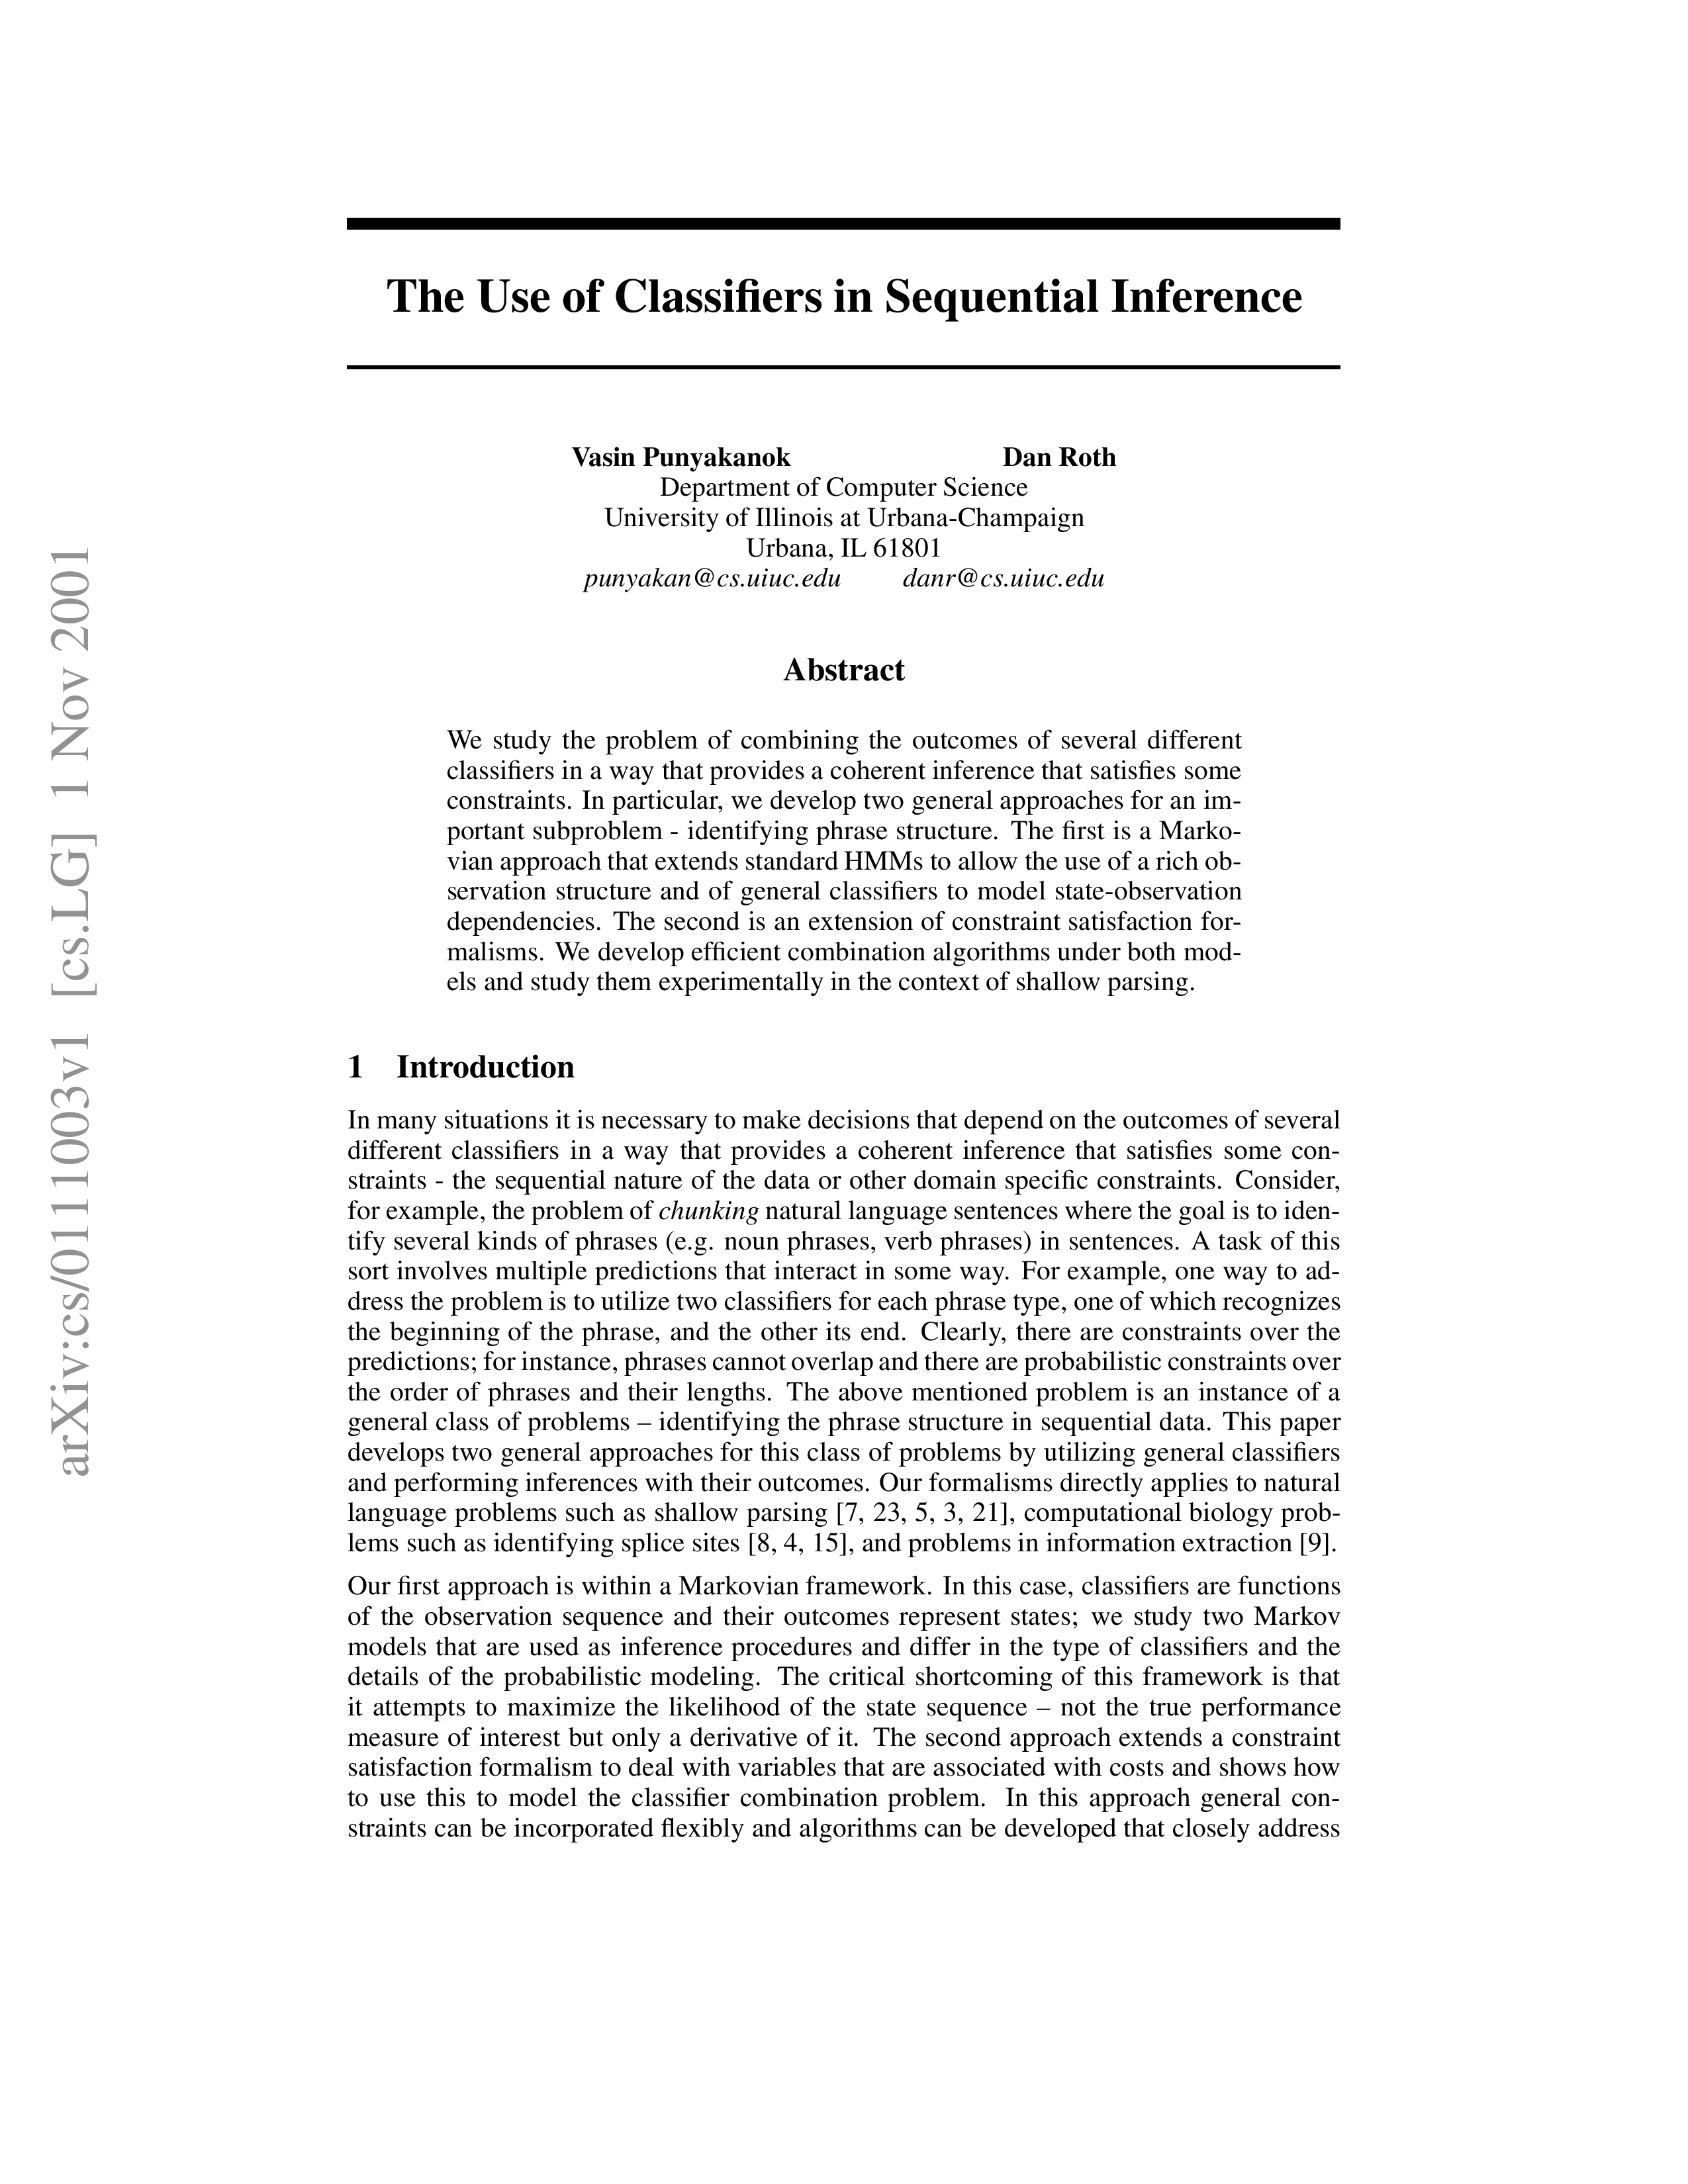 The Use of Classifiers in Sequential Inference
Vasin Punyakanok Dan Roth
Department of Computer Science
University of Illinois at Urbana-Champaign
Urbana, IL 61801
punyakan@cs.uiuc.edu danr@cs.uiuc.edu
Abstract
We study the problem of combining the outcomes of several different
classifiers in a way that provides a coherent inference that satisfies some
constraints. In particular, we develop two general approaches for an im-
portant subproblem - identifying phrase structure. The first is a Marko-
vian approach that extends standard HMMs to allow the use of a rich ob-
servation structure and of general classifiers to model state-observation
dependencies. The second is an extension of constraint satisfaction for-
malisms. We develop efficient combination algorithms under both mod-
els and study them experimentally in the context of shallow parsing.
1 Introduction
In many situations it is necessary to make decisions that depend on the outcomes of several
different classifiers in a way that provides a coherent inference that satisfies some con-
straints - the sequential nature of the data or other domain specific constraints. Consider,
for example, the problem of chunking natural language sentences where the goal is to iden-
tify several kinds of phrases (e.g. noun phrases, verb phrases) in sentences. A task of this
sort involves multiple predictions that interact in some way. For example, one way to ad-
dress the problem is to utilize two classifiers for each phrase type, one of which recognizes
the beginning of the phrase, and the other its end. Clearly, there are constraints over the
predictions; for instance, phrases cannot overlap and there are probabilistic constraints over
the order of phrases and their lengths. The above mentioned problem is an instance of a
general class of problems – identifying the phrase structure in sequential data. This paper
develops two general approaches for this class of problems by utilizing general classifiers
and performing inferences with their outcomes. Our formalisms directly applies to natural
language problems such as shallow parsing [7, 23, 5, 3, 21], computational biology prob-
lems such as identifying splice sites [8, 4, 15], and problems in information extraction [9].
Our first approach is within a Markovian framework. In this case, classifiers are functions
of the observation sequence and their outcomes represent states; we study two Markov
models that are used as inference procedures and differ in the type of classifiers and the
details of the probabilistic modeling. The critical shortcoming of this framework is that
it attempts to maximize the likelihood of the state sequence – not the true performance
measure of interest but only a derivative of it. The second approach extends a constraint
satisfaction formalism to deal with variables that are associated with costs and shows how
to use this to model the classifier combination problem. In this approach general con-
straints can be incorporated flexibly and algorithms can be developed that closely address
arXiv:cs/0111003v1 [cs.LG] 1 Nov 2001